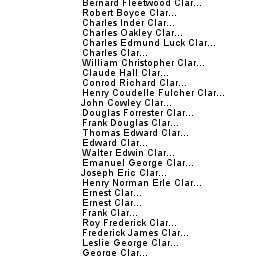 Bernard Fleetwood Clar...
Robert Boyce Clar...
Charles Inder Clar...
Charles Oakley Clar...
Charles Edmund Luck Clar...
Charles Clar...
William Christopher Clar...
Claude Hall Clar...
Conrod Richard Clar...
Henry Coudelle Fulcher Clar...
John Cowley Clar...
Douglas Forrester Clar...
Frank Douglas Clar...
Thomas Edward Clar...
Edward Clar...
Walter Edwin Clar...
Emanuel George Clar...
Joseph Eric Clar...
Henry Norman Erle Clar...
Ernest Clar...
Ernest Clar...
Frank Clar...
Roy Frederick Clar...
Frederick James Clar...
Leslie George Clar...
George Clar...